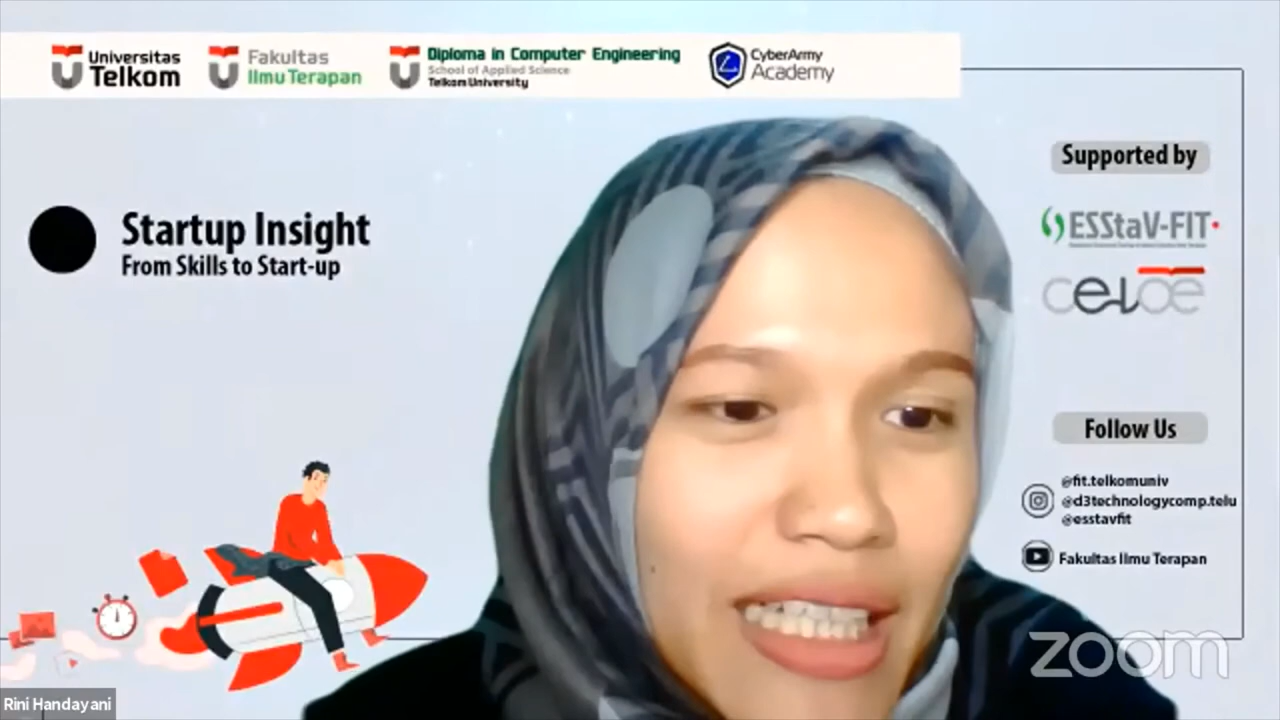 Universitas
Telkom
Fakultas
Ilmu Terapan
Diploma in Computer Engineering
School of Applied Science
Telkom University
CyberArmy
Academy
Supported by
ESStaV-FIT
celoe
Startup Insight
From Skills to Start-up
Follow Us
@fit.telkomuniv
@d3technologycomp.telu
@esstavfit
Fakultas Ilmu Terapan
zoom
Rini Handayani